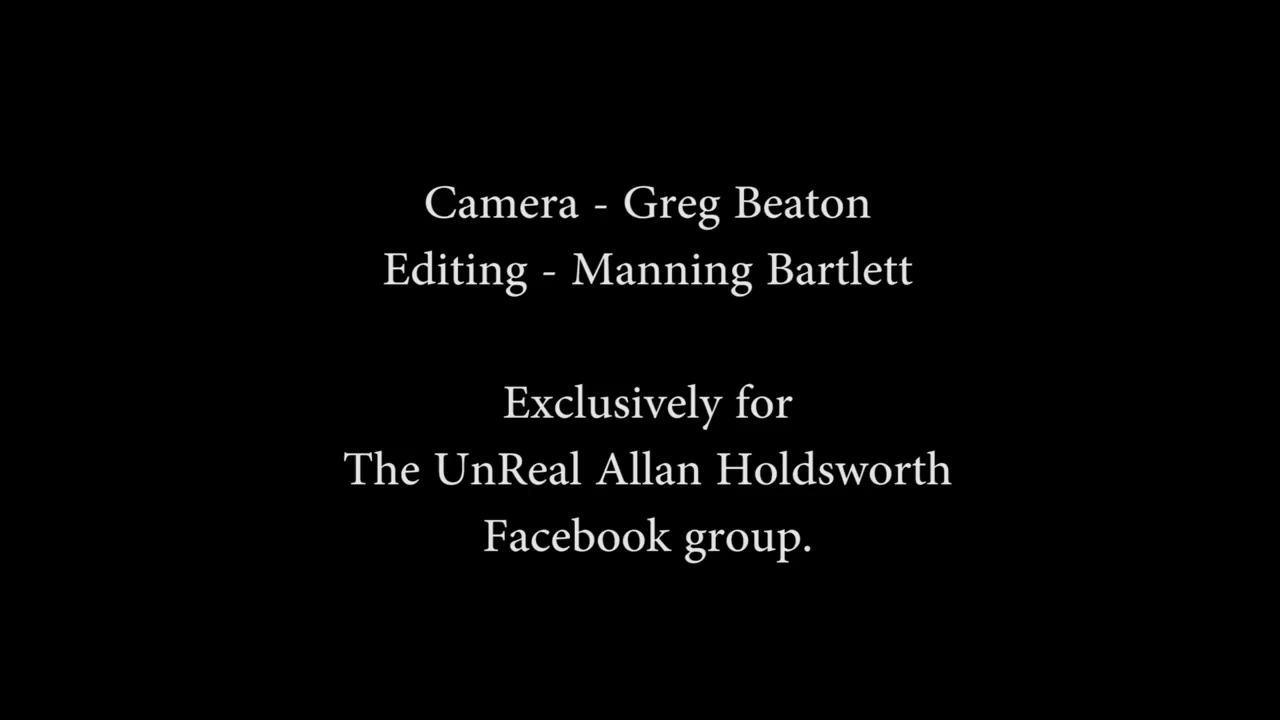 Camera - Greg Beaton
Editing - Manning Bartlett
Exclusively for
The UnReal Allan Holdsworth
Facebook group.